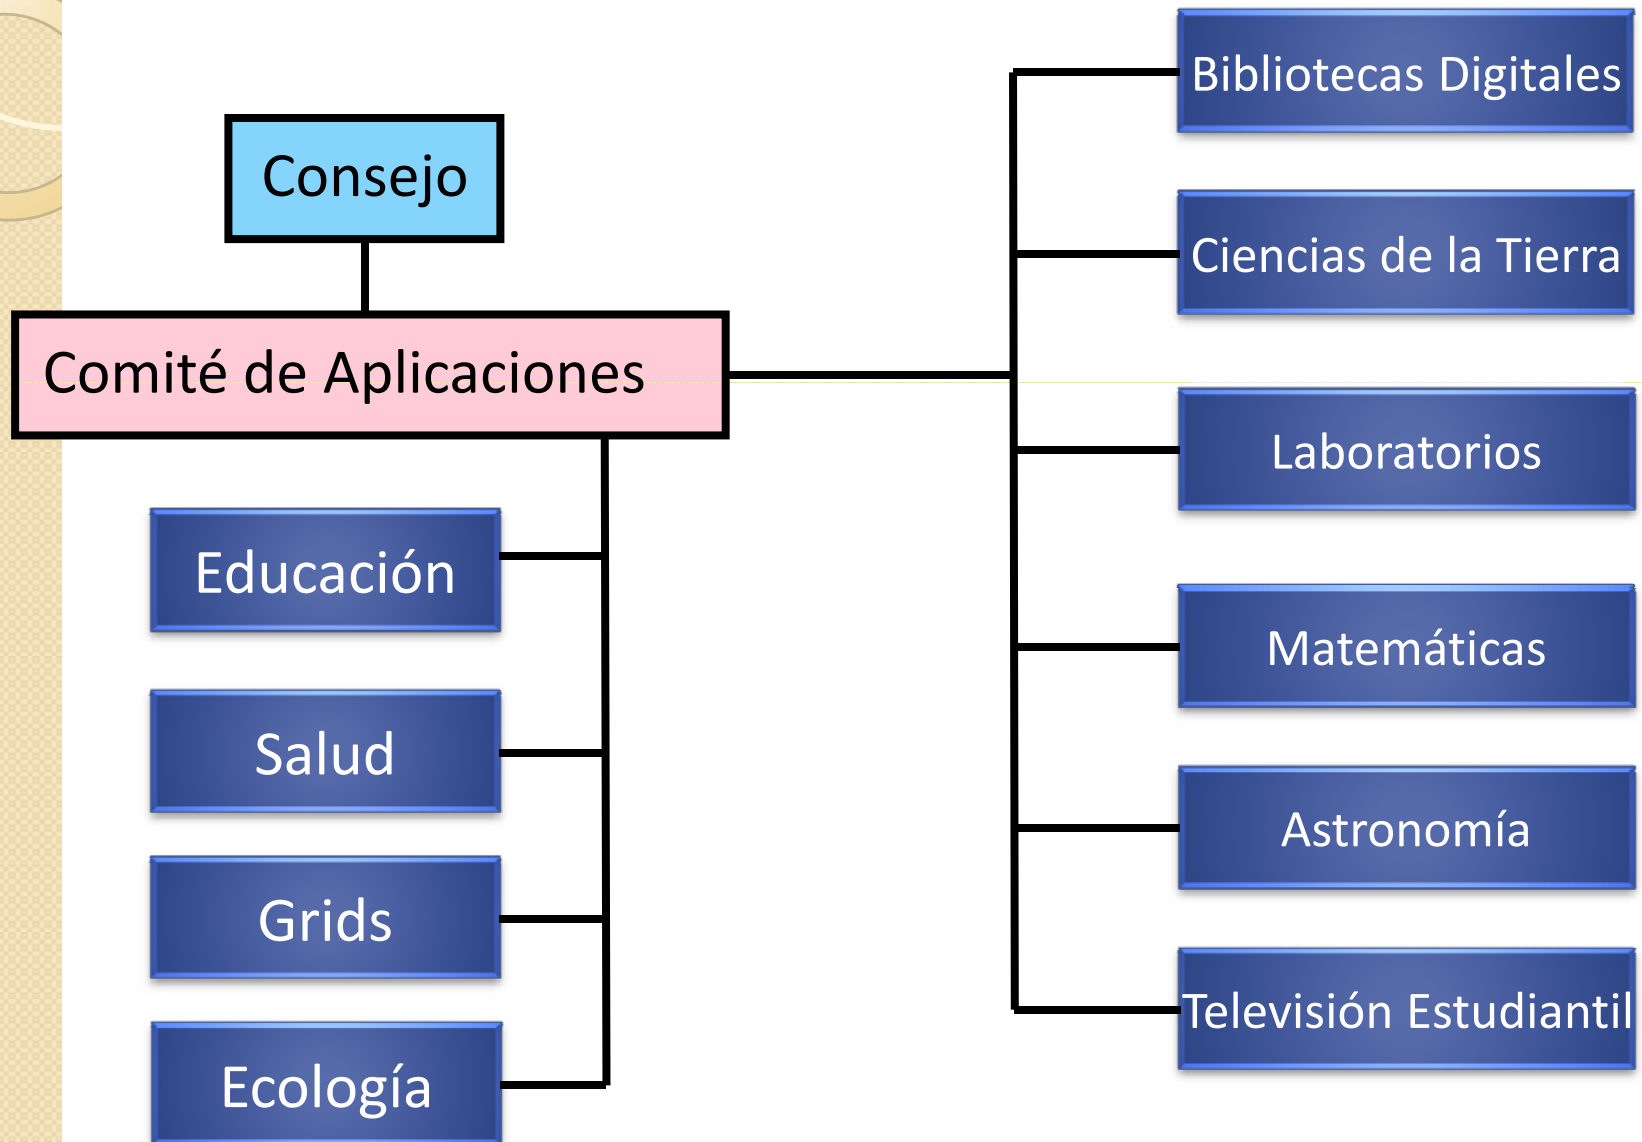 Consejo
Comité de Aplicaciones
Educación
Salud
Grids
Ecología
Bibliotecas Digitales
Ciencias de la Tierra
Laboratorios
Matemáticas
Astronomía
Televisión Estudiantil